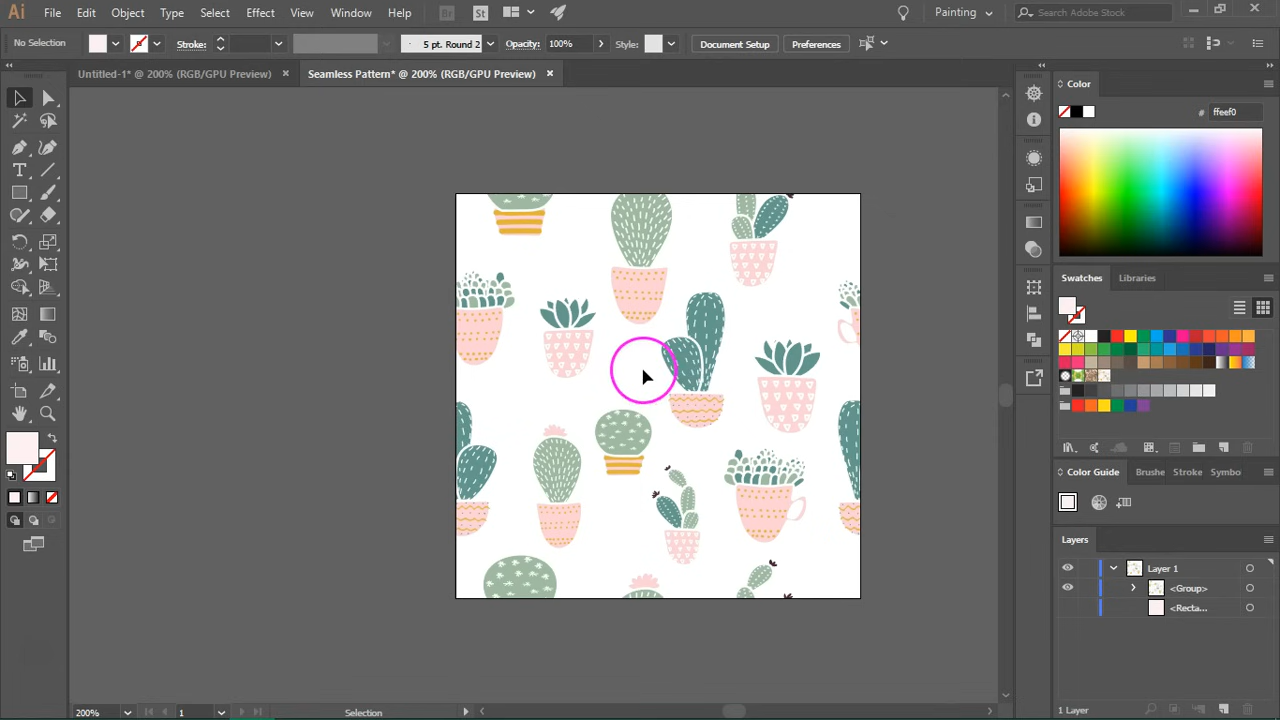 Ai File Edit Object Type Select Effect View Window Help Br St Painting Search Adobe Stock
No Selection Stroke: 5 pt. Round 2 Opacity: 100% Style: Document Setup Preferences
Untitled-1* @ 200% (RGB/GPU Preview) Seamless Pattern* @ 200% (RGB/GPU Preview)
Color
# ffeef0
Swatches Libraries
Color Guide Brushe Stroke Symbo
Layers
Layer 1
<Group>
<Recta...
200% 1 Selection 1 Layer